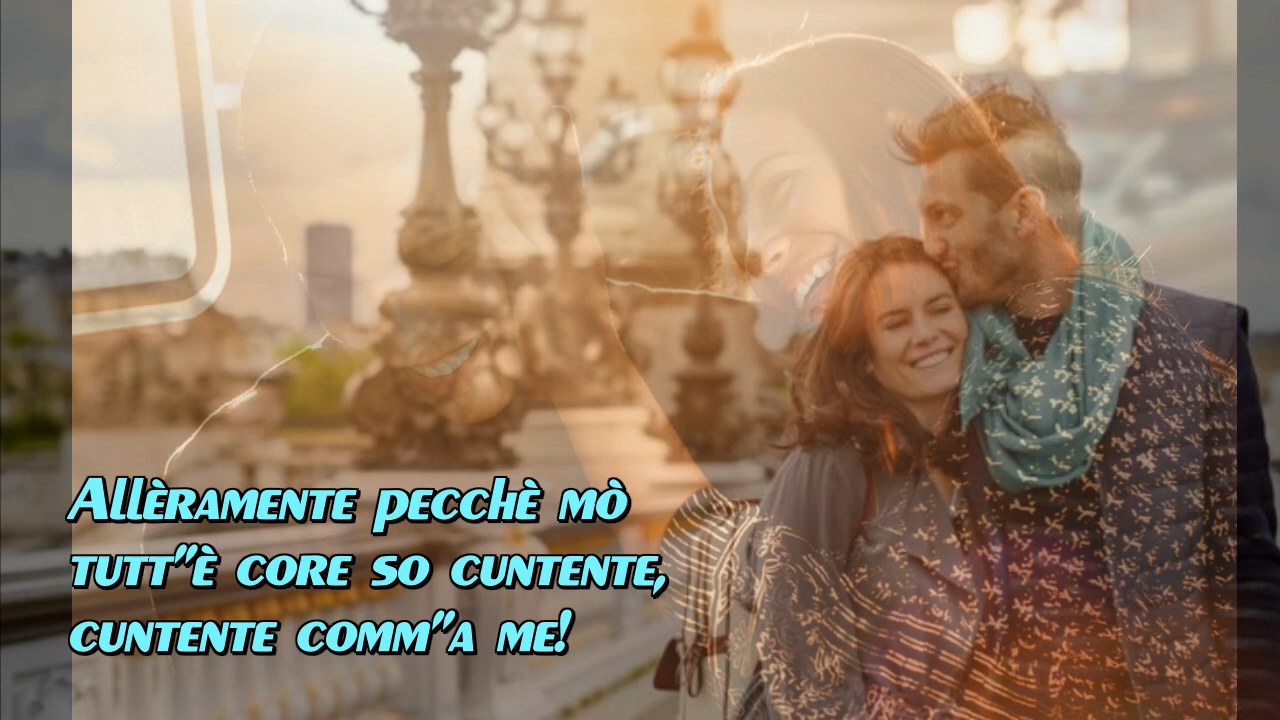 Allèramente pecchè mò
tutt"è core so cuntente,
cuntente comm"a me!